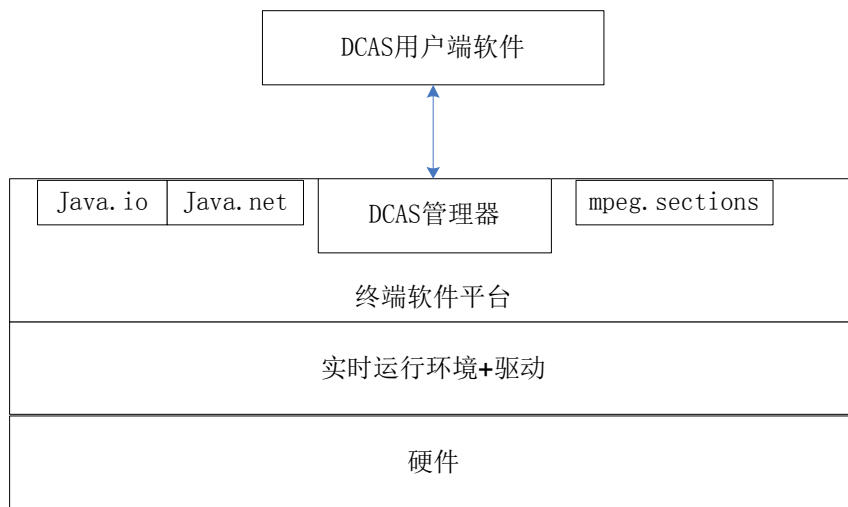 DCAS用户端软件
Java.io
Java.net
DCAS管理器
mpeg.sections
终端软件平台
实时运行环境+驱动
硬件